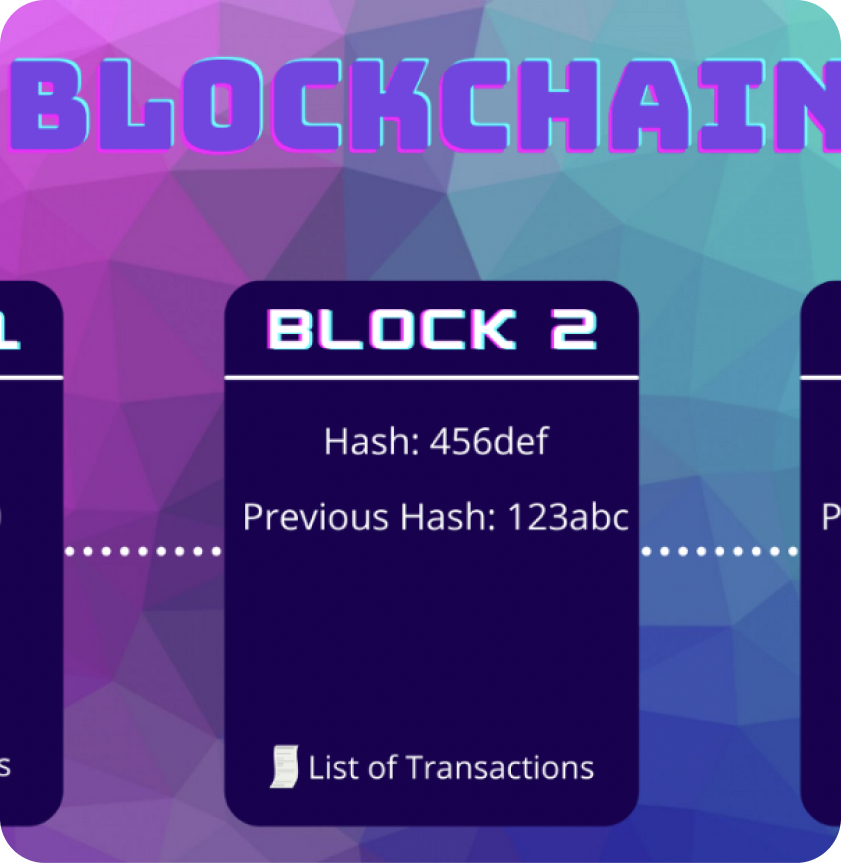 BLOCKCHAIN
BLOCK 2
Hash: 456def
Previous Hash: 123abc
List of Transactions